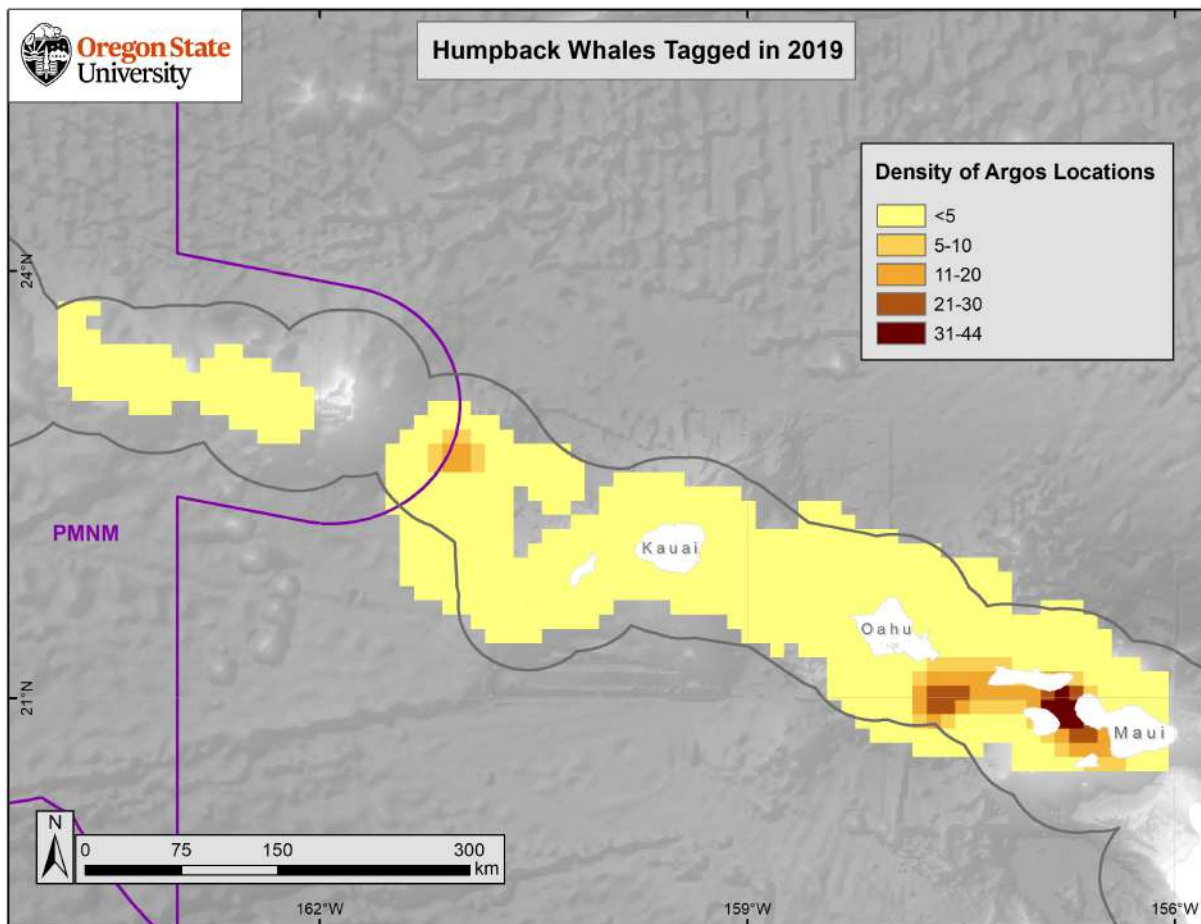 Oregon State
University
Humpback Whales Tagged in 2019
Density of Argos Locations
<5
5-10
11-20
21-30
31-44
24°N
PMNM
Kauai
Oahu
21°N
Maui
N
0 75 150 300
km
162°W 159°W 156°W